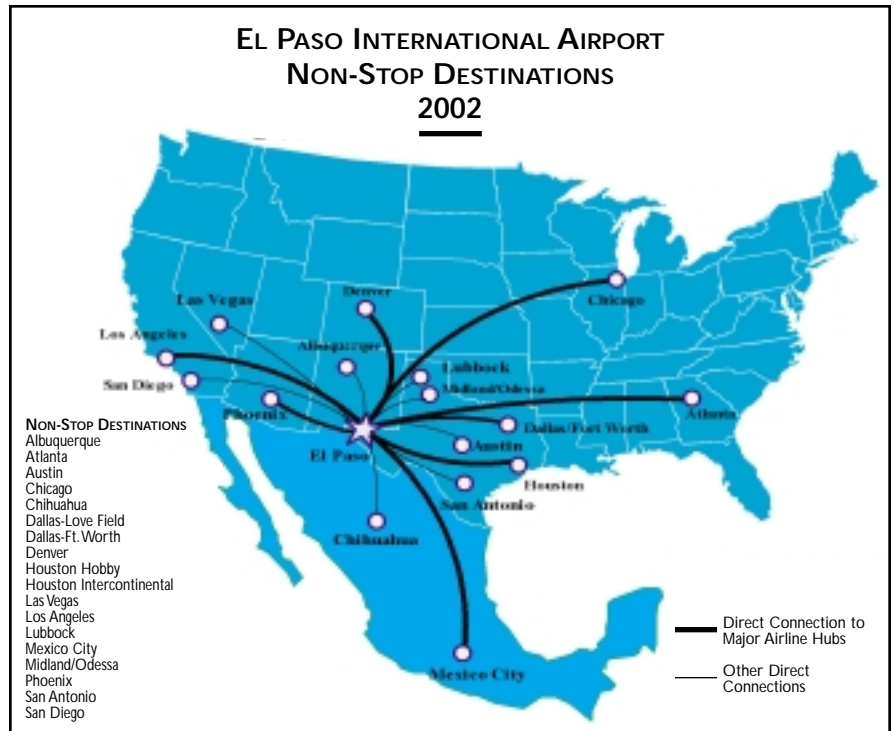 EL PASO INTERNATIONAL AIRPORT
NON-STOP DESTINATIONS
2002
Denver
Chicago
Las Vegas
Los Angeles
Albuquerque
Lubbock
San Diego
Midland/Odessa
Phoenix
Atlanta
Dallas/Fort Worth
Austin
El Paso
Houston
San Antonio
Chihuahua
Mexico City
NON-STOP DESTINATIONS
Albuquerque
Atlanta
Austin
Chicago
Chihuahua
Dallas-Love Field
Dallas-Ft. Worth
Denver
Houston Hobby
Houston Intercontinental
Las Vegas
Los Angeles
Lubbock
Mexico City
Midland/Odessa
Phoenix
San Antonio
San Diego
Direct Connection to
Major Airline Hubs
Other Direct
Connections